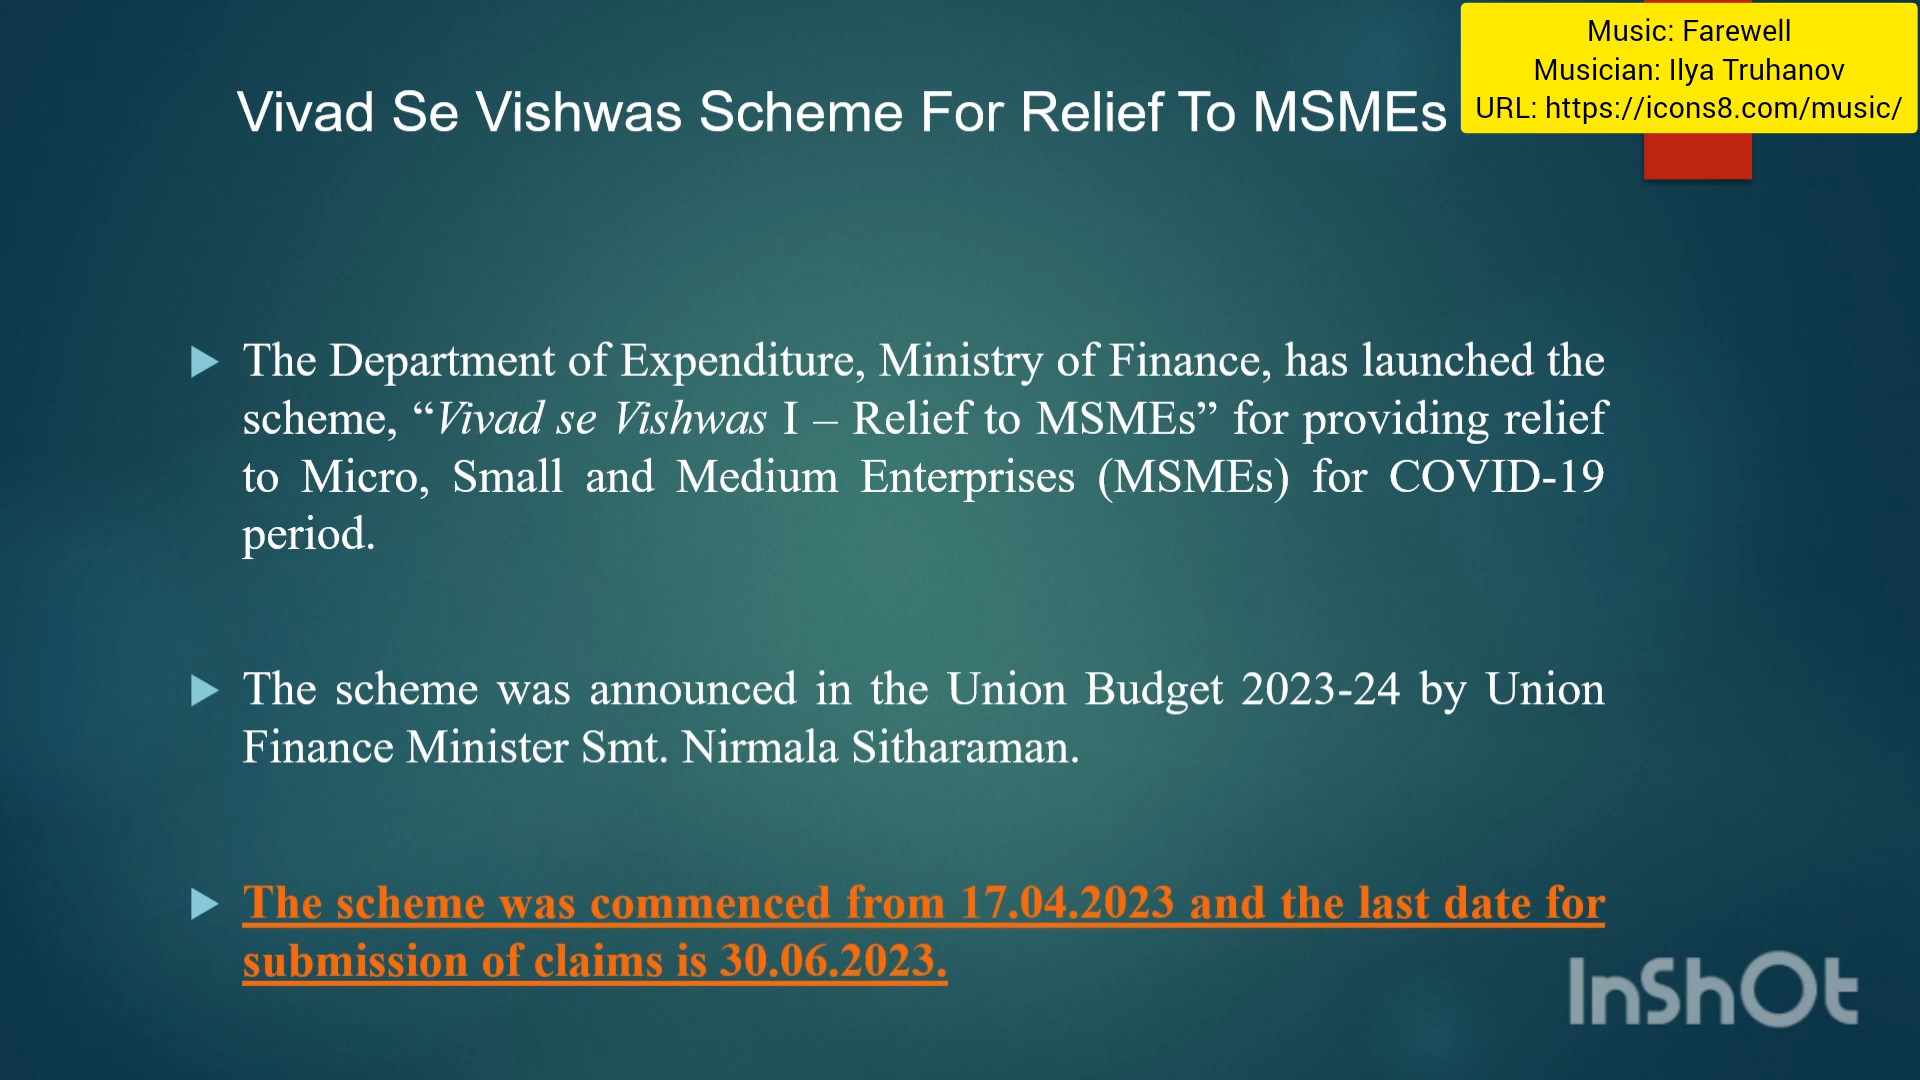 Music: Farewell
Musician: Ilya Truhanov
URL: https://icons8.com/music/
Vivad Se Vishwas Scheme For Relief To MSMEs
The Department of Expenditure, Ministry of Finance, has launched the
scheme, “Vivad se Vishwas I – Relief to MSMEs” for providing relief
to Micro, Small and Medium Enterprises (MSMEs) for COVID-19
period.
The scheme was announced in the Union Budget 2023-24 by Union
Finance Minister Smt. Nirmala Sitharaman.
The scheme was commenced from 17.04.2023 and the last date for
submission of claims is 30.06.2023.
InShOt